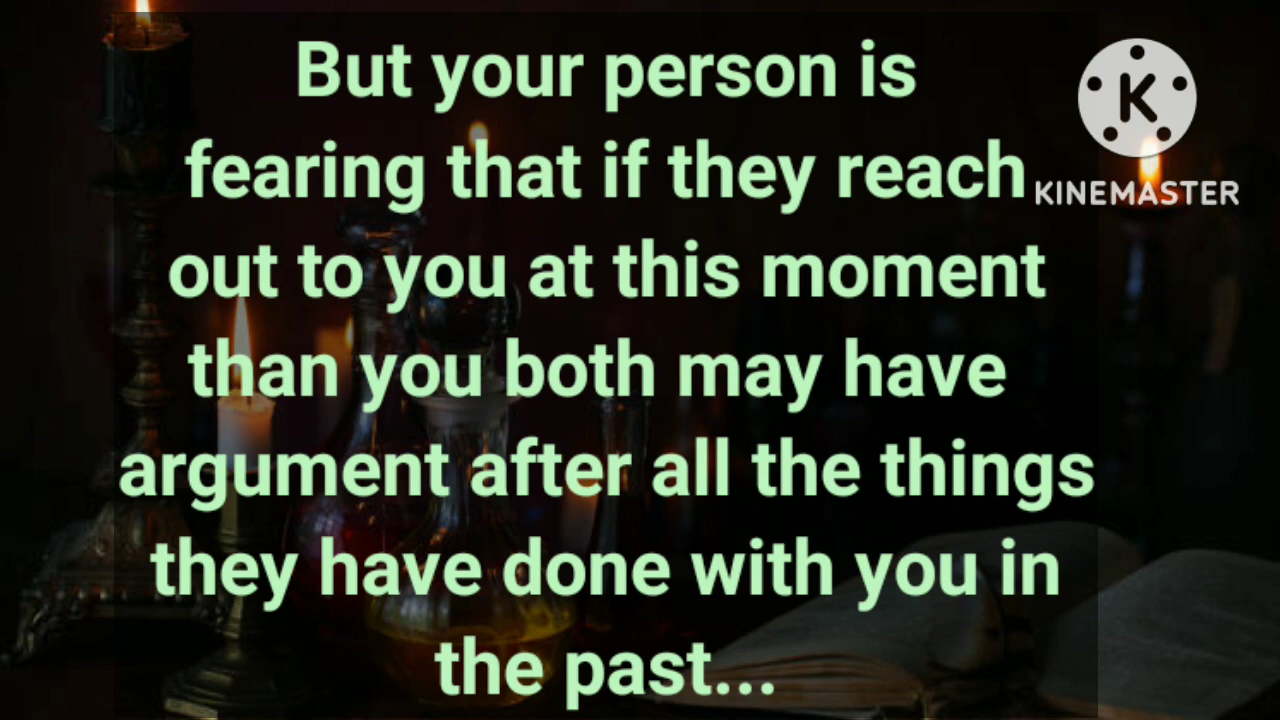 But your person is
fearing that if they reach
out to you at this moment
than you both may have
argument after all the things
they have done with you in
the past...
K
KINEMASTER